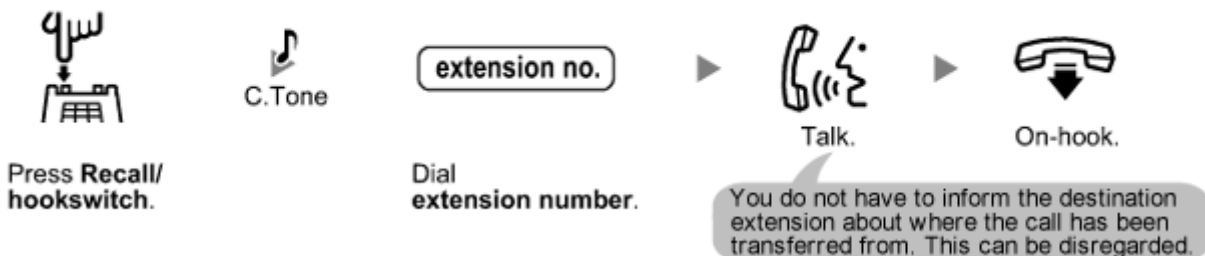 C.Tone
extension no.
Talk.
On-hook.
Press Recall/
hookswitch.
Dial
extension number.
You do not have to inform the destination
extension about where the call has been
transferred from. This can be disregarded.